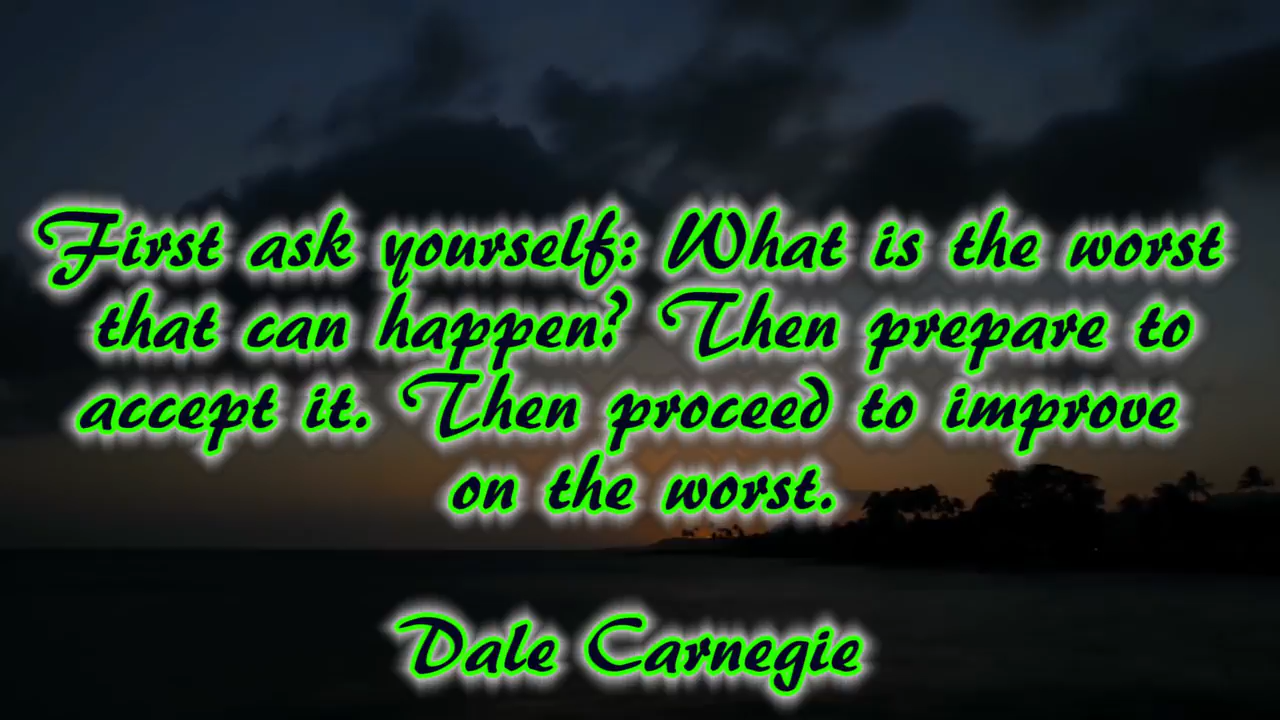 First ask yourself: What is the worst
that can happen? Then prepare to
accept it. Then proceed to improve
on the worst.
Dale Carnegie